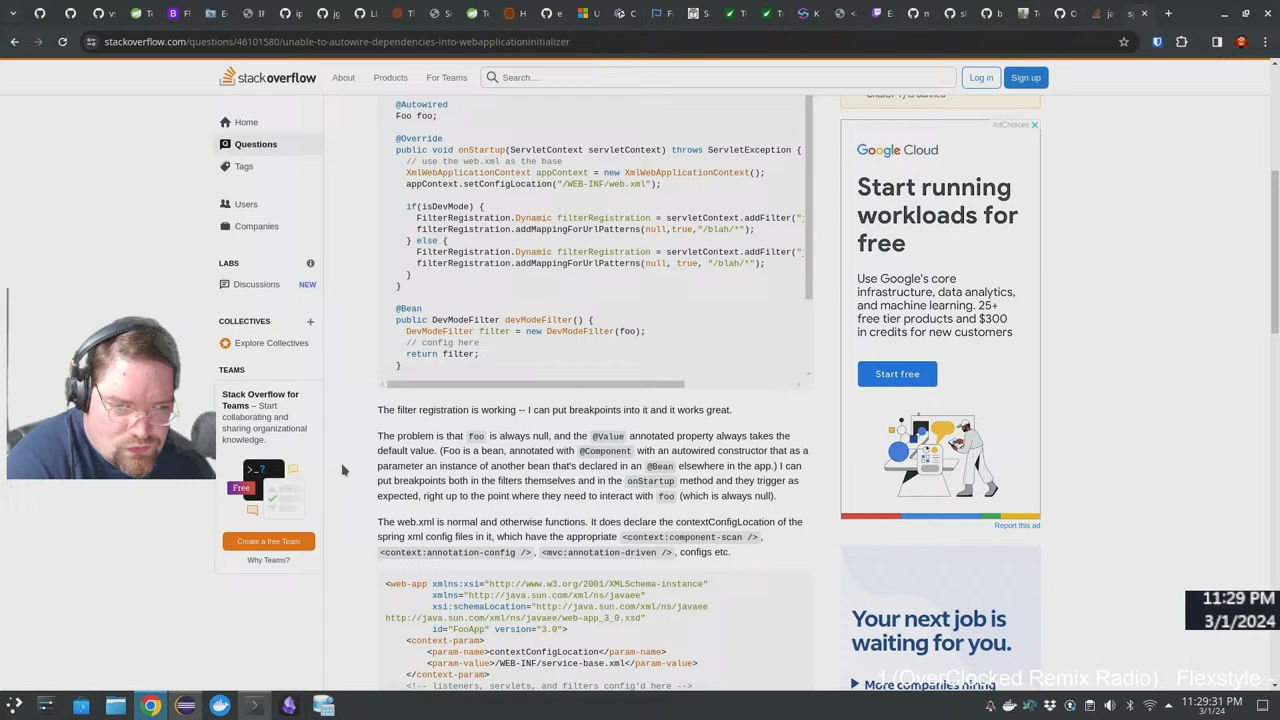 stackoverflow.com/questions/46101580/unable-to-autowire-dependencies-into-webapplicationinitializer
stackoverflow
About
Products
For Teams
Search…
Log in
Sign up
Home
Questions
Tags
Users
Companies
LABS
Discussions
NEW
COLLECTIVES
Explore Collectives
TEAMS
Stack Overflow for
Teams – Start
collaborating and
sharing organizational
knowledge.
>_?
Free
Create a free Team
Why Teams?
@Autowired
Foo foo;
@Override
public void onStartup(ServletContext servletContext) throws ServletException {
// use the web.xml as the base
XmlWebApplicationContext appContext = new XmlWebApplicationContext();
appContext.setConfigLocation("/WEB-INF/web.xml");
if(isDevMode) {
FilterRegistration.Dynamic filterRegistration = servletContext.addFilter("
filterRegistration.addMappingForUrlPatterns(null,true,"/blah/*");
} else {
FilterRegistration.Dynamic filterRegistration = servletContext.addFilter("
filterRegistration.addMappingForUrlPatterns(null, true, "/blah/*");
}
}
@Bean
public DevModeFilter devModeFilter() {
DevModeFilter filter = new DevModeFilter(foo);
// config here
return filter;
}
The filter registration is working -- I can put breakpoints into it and it works great.
The problem is that foo is always null, and the @Value annotated property always takes the
default value. (Foo is a bean, annotated with @Component with an autowired constructor that as a
parameter an instance of another bean that's declared in an @Bean elsewhere in the app.) I can
put breakpoints both in the filters themselves and in the onStartup method and they trigger as
expected, right up to the point where they need to interact with foo (which is always null).
The web.xml is normal and otherwise functions. It does declare the contextConfigLocation of the
spring xml config files in it, which have the appropriate <context:component-scan />,
<context:annotation-config />, <mvc:annotation-driven />, configs etc.
<web-app xmlns:xsi="http://www.w3.org/2001/XMLSchema-instance"
xmlns="http://java.sun.com/xml/ns/javaee"
xsi:schemaLocation="http://java.sun.com/xml/ns/javaee
http://java.sun.com/xml/ns/javaee/web-app_3_0.xsd"
id="FooApp" version="3.0">
<context-param>
<param-name>contextConfigLocation</param-name>
<param-value>/WEB-INF/service-base.xml</param-value>
</context-param>
<!-- listeners, servlets, and filters config'd here -->
AdChoices
Google Cloud
Start running
workloads for
free
Use Google's core
infrastructure, data analytics,
and machine learning. 25+
free tier products and $300
in credits for new customers
Start free
Report this ad
Your next job is
waiting for you.
More companies hiring
11:29 PM
3/1/2024
(OverClocked Remix Radio) Flexstyle -
11:29:31 PM
3/1/24